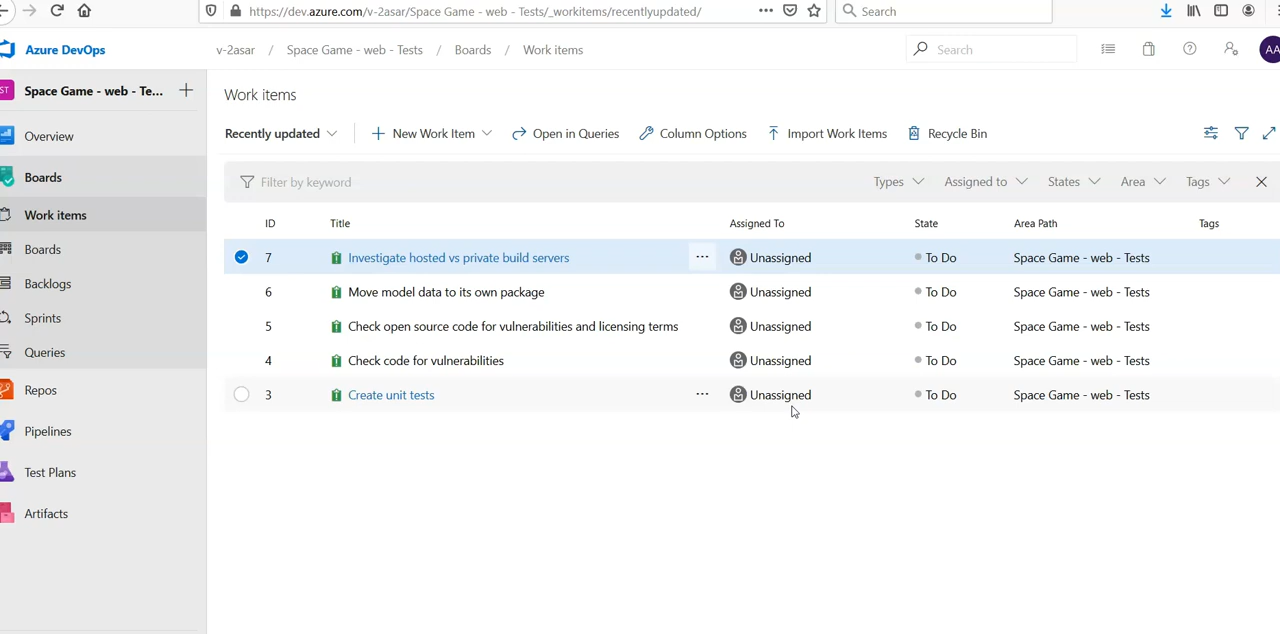 https://dev.azure.com/v-2asar/Space Game - web - Tests/_workitems/recentlyupdated/
Search
Azure DevOps
v-2asar / Space Game - web - Tests / Boards / Work items
Search
AA
ST
Space Game - web - Te...
Overview
Boards
Work items
Boards
Backlogs
Sprints
Queries
Repos
Pipelines
Test Plans
Artifacts
Work items
Recently updated
New Work Item
Open in Queries
Column Options
Import Work Items
Recycle Bin
Filter by keyword
Types
Assigned to
States
Area
Tags
ID Title Assigned To State Area Path Tags
7 Investigate hosted vs private build servers ... Unassigned To Do Space Game - web - Tests
6 Move model data to its own package Unassigned To Do Space Game - web - Tests
5 Check open source code for vulnerabilities and licensing terms Unassigned To Do Space Game - web - Tests
4 Check code for vulnerabilities Unassigned To Do Space Game - web - Tests
3 Create unit tests ... Unassigned To Do Space Game - web - Tests